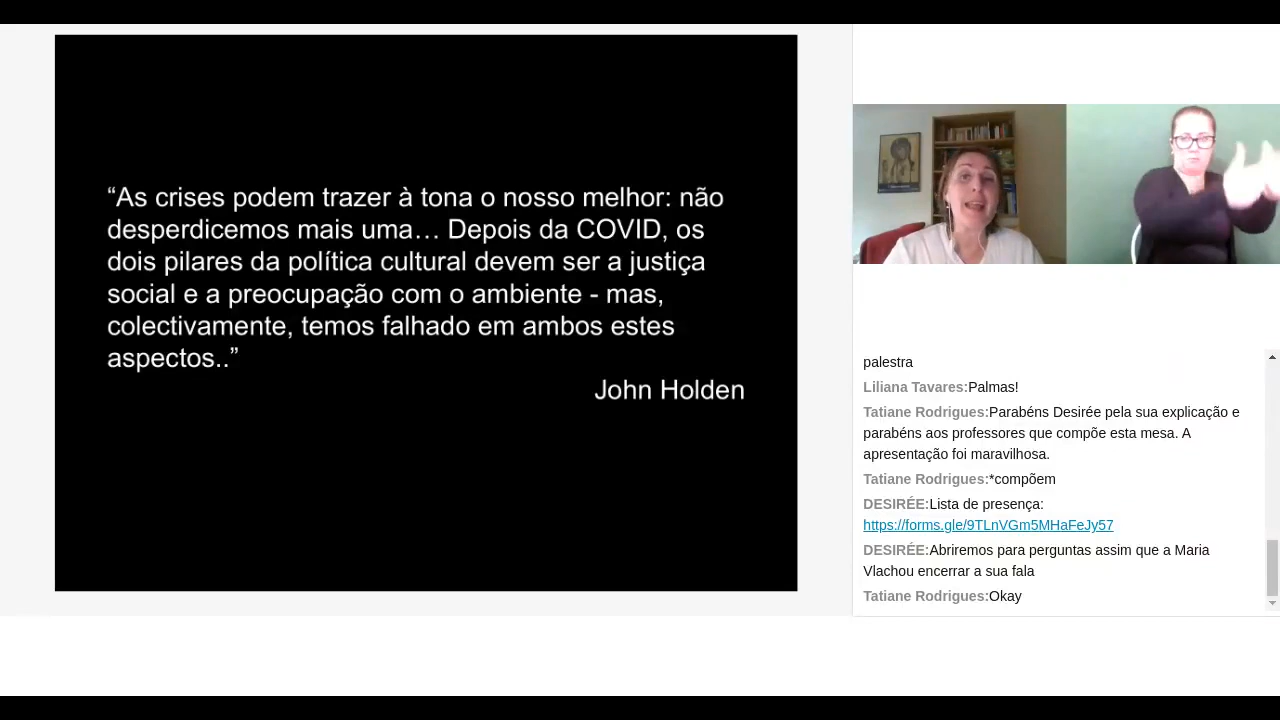 “As crises podem trazer à tona o nosso melhor: não
desperdicemos mais uma… Depois da COVID, os
dois pilares da política cultural devem ser a justiça
social e a preocupação com o ambiente - mas,
colectivamente, temos falhado em ambos estes
aspectos..”
John Holden
palestra
Liliana Tavares:Palmas!
Tatiane Rodrigues:Parabéns Desirée pela sua explicação e
parabéns aos professores que compõe esta mesa. A
apresentação foi maravilhosa.
Tatiane Rodrigues:*compõem
DESIRÉE:Lista de presença:
https://forms.gle/9TLnVGm5MHaFeJy57
DESIRÉE:Abriremos para perguntas assim que a Maria
Vlachou encerrar a sua fala
Tatiane Rodrigues:Okay